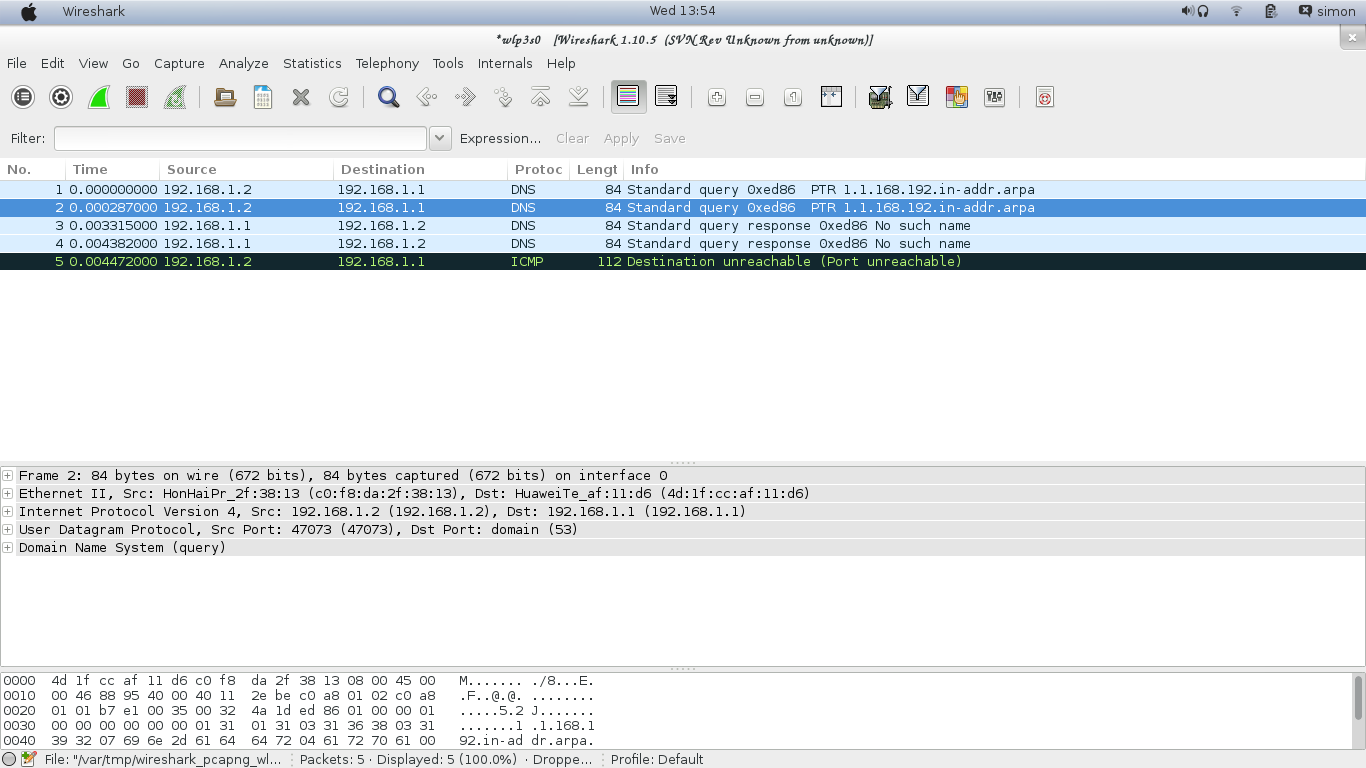 Wireshark Wed 13:54 simon
*wlp3s0 [Wireshark 1.10.5 (SVN Rev Unknown from unknown)]
File Edit View Go Capture Analyze Statistics Telephony Tools Internals Help
Filter: Expression... Clear Apply Save
No. Time Source Destination Protoc Lengt Info
1 0.000000000 192.168.1.2 192.168.1.1 DNS 84 Standard query 0xed86 PTR 1.1.168.192.in-addr.arpa
2 0.000287000 192.168.1.2 192.168.1.1 DNS 84 Standard query 0xed86 PTR 1.1.168.192.in-addr.arpa
3 0.003315000 192.168.1.1 192.168.1.2 DNS 84 Standard query response 0xed86 No such name
4 0.004382000 192.168.1.1 192.168.1.2 DNS 84 Standard query response 0xed86 No such name
5 0.004472000 192.168.1.2 192.168.1.1 ICMP 112 Destination unreachable (Port unreachable)
Frame 2: 84 bytes on wire (672 bits), 84 bytes captured (672 bits) on interface 0
Ethernet II, Src: HonHaiPr_2f:38:13 (c0:f8:da:2f:38:13), Dst: HuaweiTe_af:11:d6 (4d:1f:cc:af:11:d6)
Internet Protocol Version 4, Src: 192.168.1.2 (192.168.1.2), Dst: 192.168.1.1 (192.168.1.1)
User Datagram Protocol, Src Port: 47073 (47073), Dst Port: domain (53)
Domain Name System (query)
0000 4d 1f cc af 11 d6 c0 f8 da 2f 38 13 08 00 45 00 M....... ./8...E.
0010 00 46 88 95 40 00 40 11 2e be c0 a8 01 02 c0 a8 .F..@.@. ........
0020 01 01 b7 e1 00 35 00 32 4a 1d ed 86 01 00 00 01 .....5.2 J.......
0030 00 00 00 00 00 00 01 31 01 31 03 31 36 38 03 31 .......1 .1.168.1
0040 39 32 07 69 6e 2d 61 64 64 72 04 61 72 70 61 00 92.in-ad dr.arpa.
File: "/var/tmp/wireshark_pcapng_wl... Packets: 5 · Displayed: 5 (100.0%) · Droppe... Profile: Default